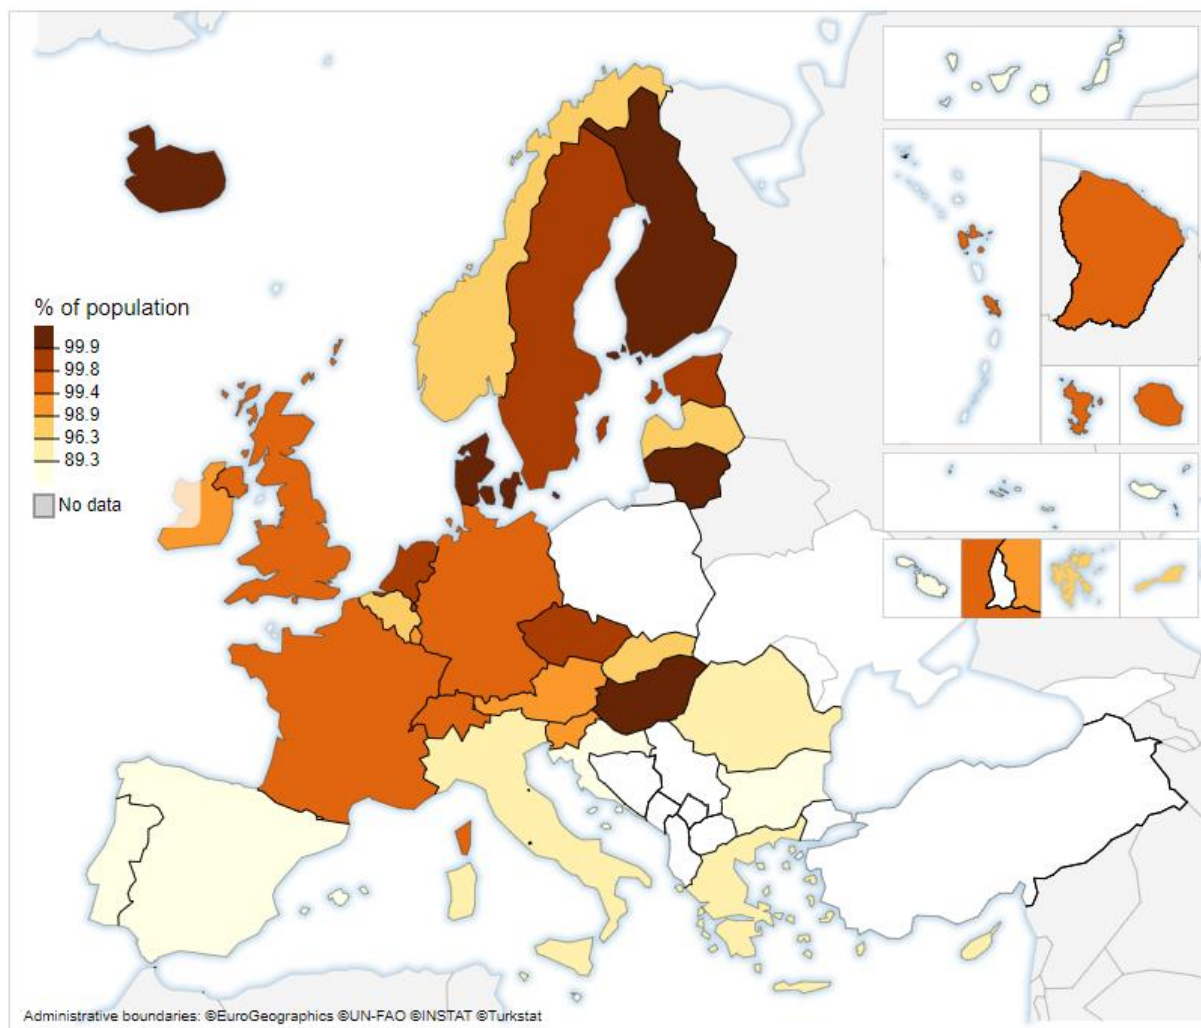 % of population
99.9
99.8
99.4
98.9
96.3
89.3
No data
Administrative boundaries: ©EuroGeographics ©UN-FAO ©INSTAT ©Turkstat